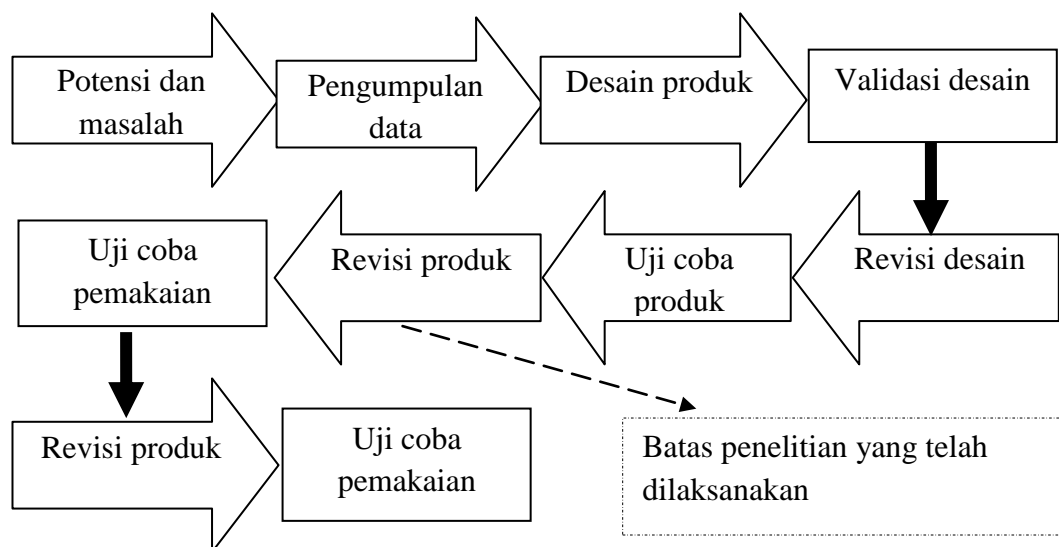 Potensi dan
masalah
Pengumpulan
data
Desain produk
Validasi desain
Revisi desain
Uji coba
produk
Revisi produk
Uji coba
pemakaian
Revisi produk
Uji coba
pemakaian
Batas penelitian yang telah
dilaksanakan